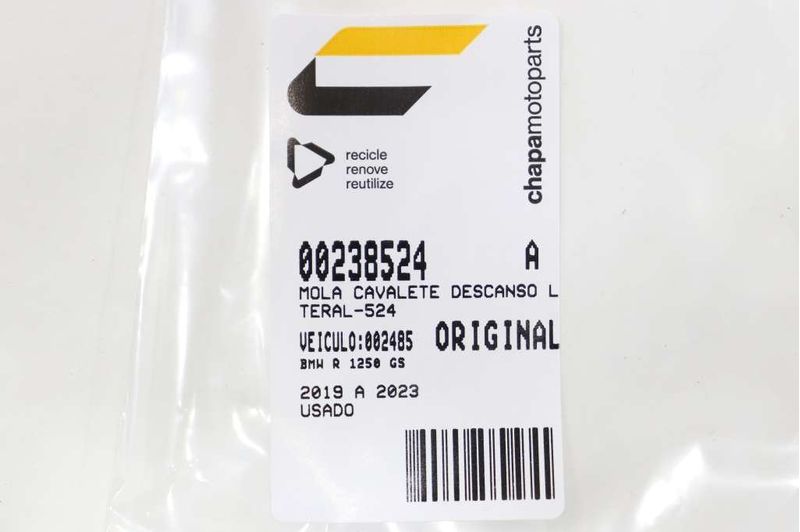 chapamotoparts
recicle
renove
reutilize
00238524 A
MOLA CAVALETE DESCANSO L
TERAL-524
VEICULO:002485 ORIGINAL
BMW R 1250 GS
2019 A 2023
USADO